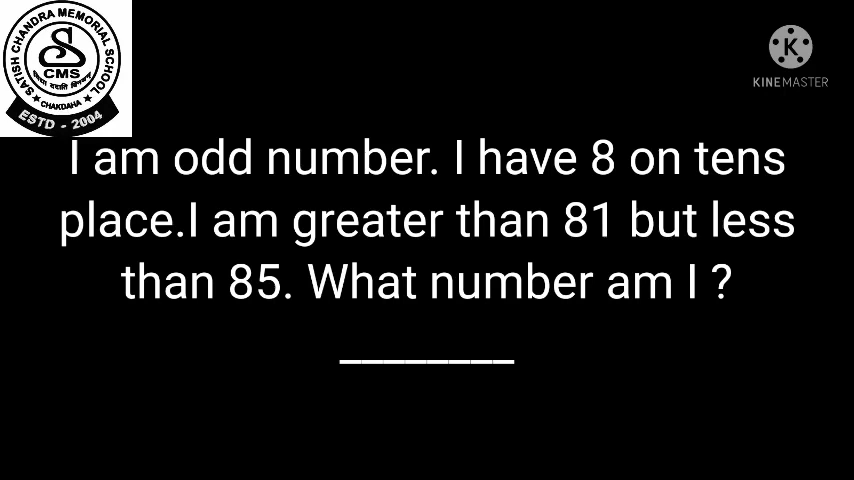 SATISH CHANDRA MEMORIAL SCHOOL
S
CMS
★ CHAKDAHA ★
ESTD - 2004
K
KINEMASTER
I am odd number. I have 8 on tens
place.I am greater than 81 but less
than 85. What number am I ?
________